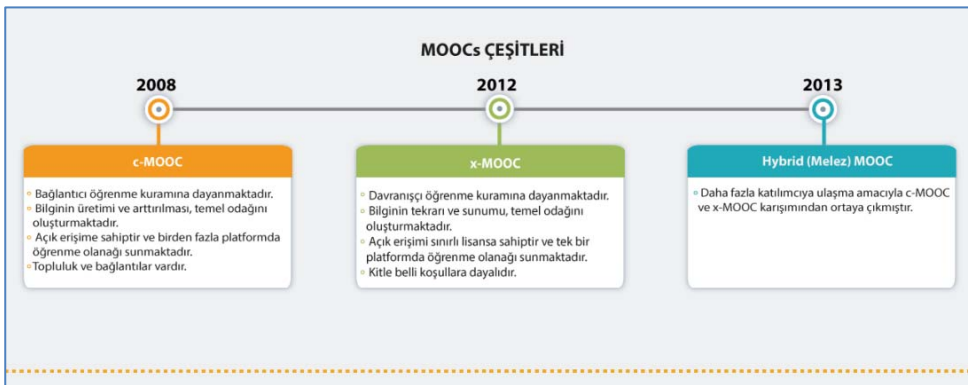 MOOCs ÇEŞİTLERİ
2008
2012
2013
c-MOOC
Bağlantıcı öğrenme kuramına dayanmaktadır.
Bilginin üretimi ve arttırılması, temel odağını
oluşturmaktadır.
Açık erişime sahiptir ve birden fazla platformda
öğrenme olanağı sunmaktadır.
Topluluk ve bağlantılar vardır.
x-MOOC
Davranışçı öğrenme kuramına dayanmaktadır.
Bilginin tekrarı ve sunumu, temel odağını
oluşturmaktadır.
Açık erişimi sınırlı lisansa sahiptir ve tek bir
platformda öğrenme olanağı sunmaktadır.
Kitle belli koşullara dayalıdır.
Hybrid (Melez) MOOC
Daha fazla katılımcıya ulaşma amacıyla c-MOOC
ve x-MOOC karışımından ortaya çıkmıştır.